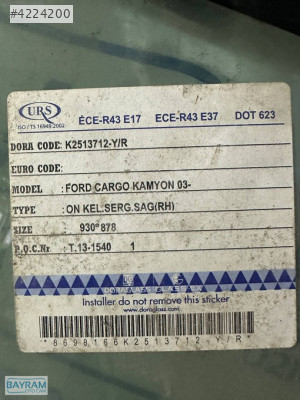 #4224200
URS
ISO / TS 16949:2002
ECE-R43 E17 ECE-R43 E37 DOT 623
DORA CODE: K2513712-Y/R
EURO CODE:
MODEL : FORD CARGO KAMYON 03-
TYPE : ON KEL.SERG.SAG(RH)
SIZE : 930*878
P.O.C.Nr : T.13-1540 1
Installer do not remove this sticker
www.doraglass.com
*8698166K2513712-Y/R*
BAYRAM